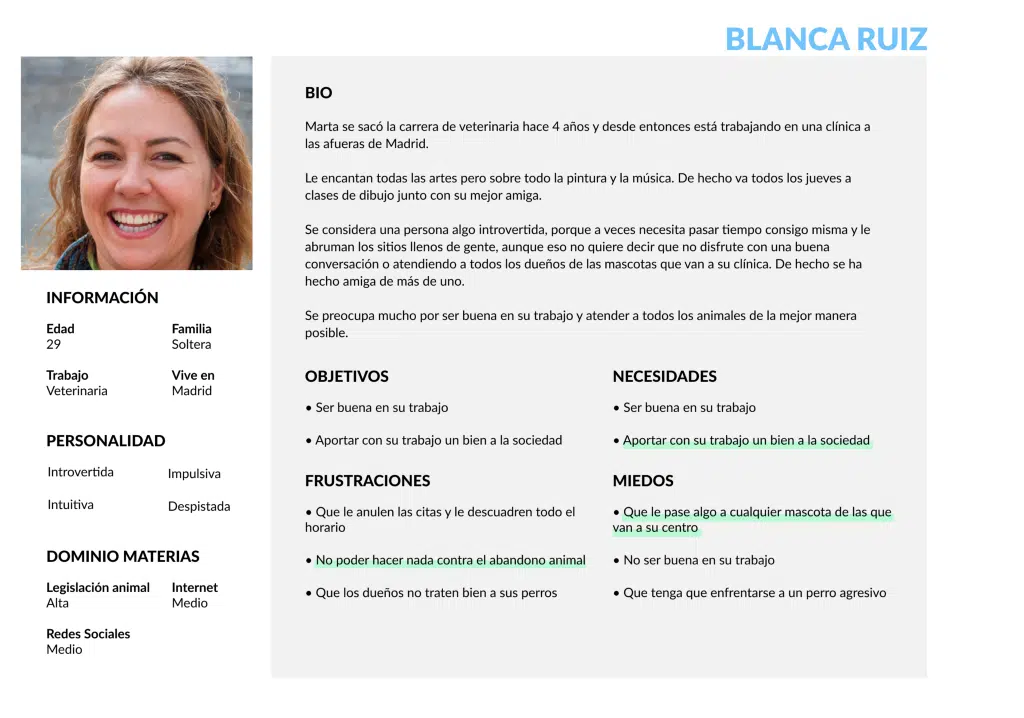 BLANCA RUIZ
BIO
Marta se sacó la carrera de veterinaria hace 4 años y desde entonces está trabajando en una clínica a
las afueras de Madrid.
Le encantan todas las artes pero sobre todo la pintura y la música. De hecho va todos los jueves a
clases de dibujo junto con su mejor amiga.
Se considera una persona algo introvertida, porque a veces necesita pasar tiempo consigo misma y le
abruman los sitios llenos de gente, aunque eso no quiere decir que no disfrute con una buena
conversación o atendiendo a todos los dueños de las mascotas que van a su clínica. De hecho se ha
hecho amiga de más de uno.
Se preocupa mucho por ser buena en su trabajo y atender a todos los animales de la mejor manera
posible.
INFORMACIÓN
Edad Familia
29 Soltera
Trabajo Vive en
Veterinaria Madrid
PERSONALIDAD
Introvertida Impulsiva
Intuitiva Despistada
DOMINIO MATERIAS
Legislación animal Internet
Alta Medio
Redes Sociales
Medio
OBJETIVOS
• Ser buena en su trabajo
• Aportar con su trabajo un bien a la sociedad
NECESIDADES
• Ser buena en su trabajo
• Aportar con su trabajo un bien a la sociedad
FRUSTRACIONES
• Que le anulen las citas y le descuadren todo el
horario
• No poder hacer nada contra el abandono animal
• Que los dueños no traten bien a sus perros
MIEDOS
• Que le pase algo a cualquier mascota de las que
van a su centro
• No ser buena en su trabajo
• Que tenga que enfrentarse a un perro agresivo